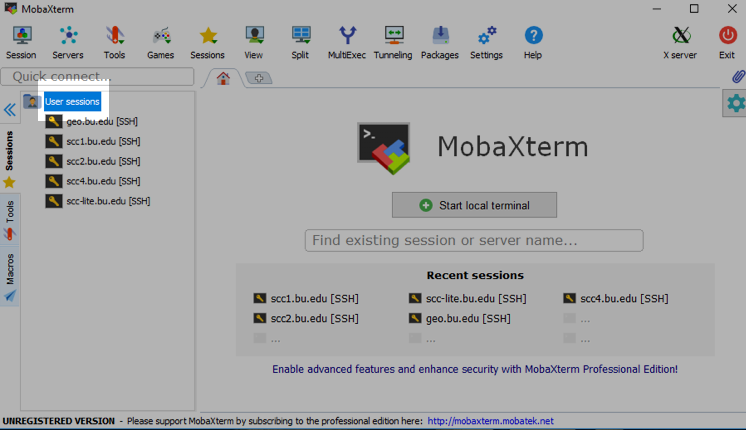 MobaXterm
Session Servers Tools Games Sessions View Split MultiExec Tunneling Packages Settings Help X server Exit
Quick connect...
User sessions
geo.bu.edu [SSH]
scc1.bu.edu [SSH]
scc2.bu.edu [SSH]
scc4.bu.edu [SSH]
scc-lite.bu.edu [SSH]
Sessions
Tools
Macros
MobaXterm
Start local terminal
Find existing session or server name...
Recent sessions
scc1.bu.edu [SSH] scc-lite.bu.edu [SSH] scc4.bu.edu [SSH]
scc2.bu.edu [SSH] geo.bu.edu [SSH] ...
... ... ...
Enable advanced features and enhance security with MobaXterm Professional Edition!
UNREGISTERED VERSION - Please support MobaXterm by subscribing to the professional edition here: http://mobaxterm.mobatek.net